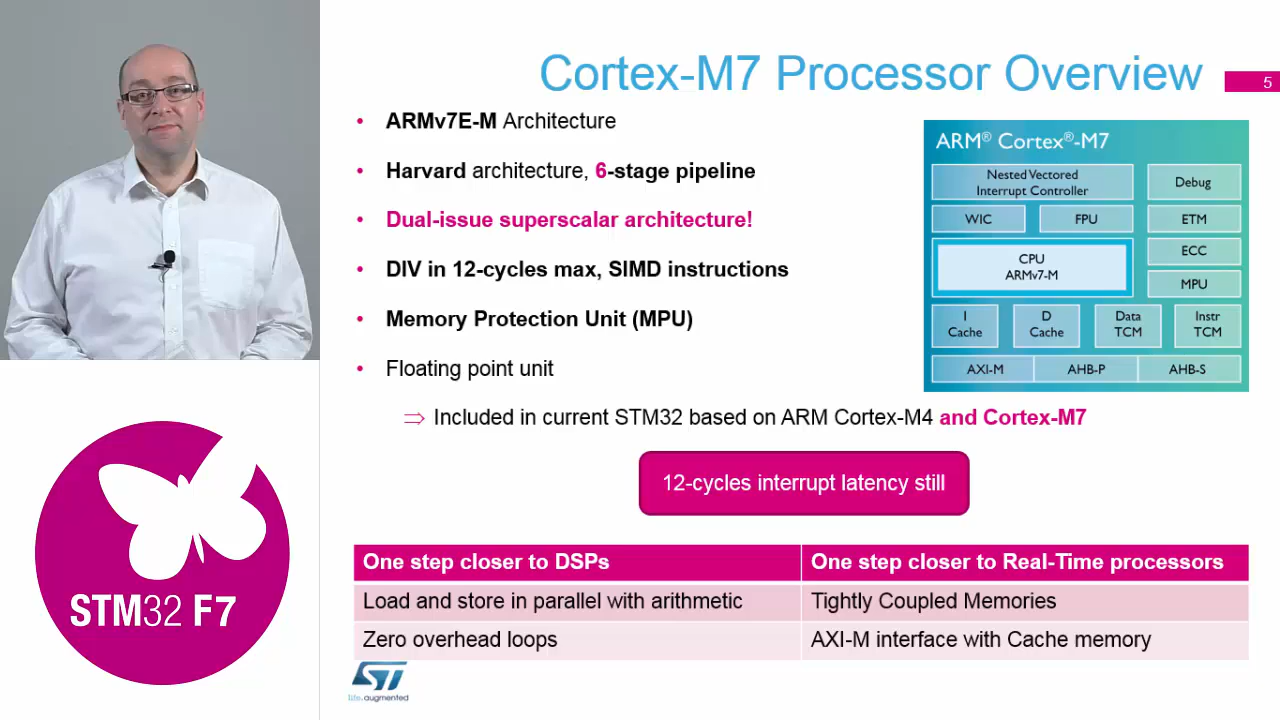 Cortex-M7 Processor Overview
5
• ARMv7E-M Architecture
• Harvard architecture, 6-stage pipeline
• Dual-issue superscalar architecture!
• DIV in 12-cycles max, SIMD instructions
• Memory Protection Unit (MPU)
• Floating point unit
⇒ Included in current STM32 based on ARM Cortex-M4 and Cortex-M7
ARM® Cortex®-M7
Nested Vectored
Interrupt Controller
Debug
WIC
FPU
ETM
CPU
ARMv7-M
ECC
MPU
I
Cache
D
Cache
Data
TCM
Instr
TCM
AXI-M
AHB-P
AHB-S
12-cycles interrupt latency still
One step closer to DSPs
One step closer to Real-Time processors
Load and store in parallel with arithmetic
Tightly Coupled Memories
Zero overhead loops
AXI-M interface with Cache memory
STM32 F7
ST
life.augmented